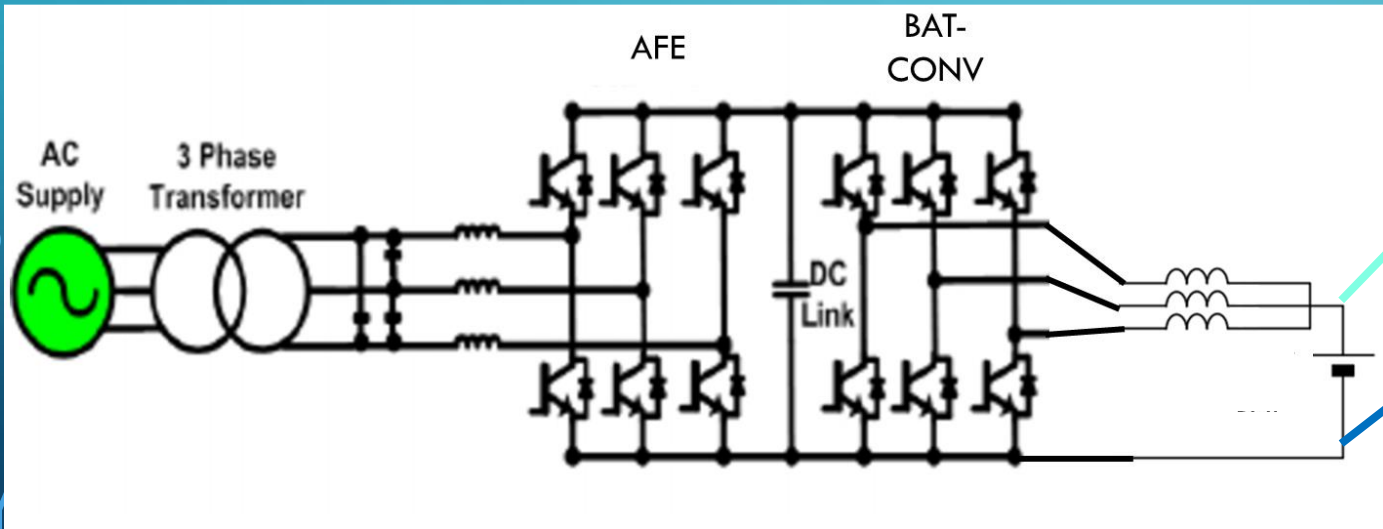 AFE
BAT-
CONV
AC
Supply
3 Phase
Transformer
DC
Link